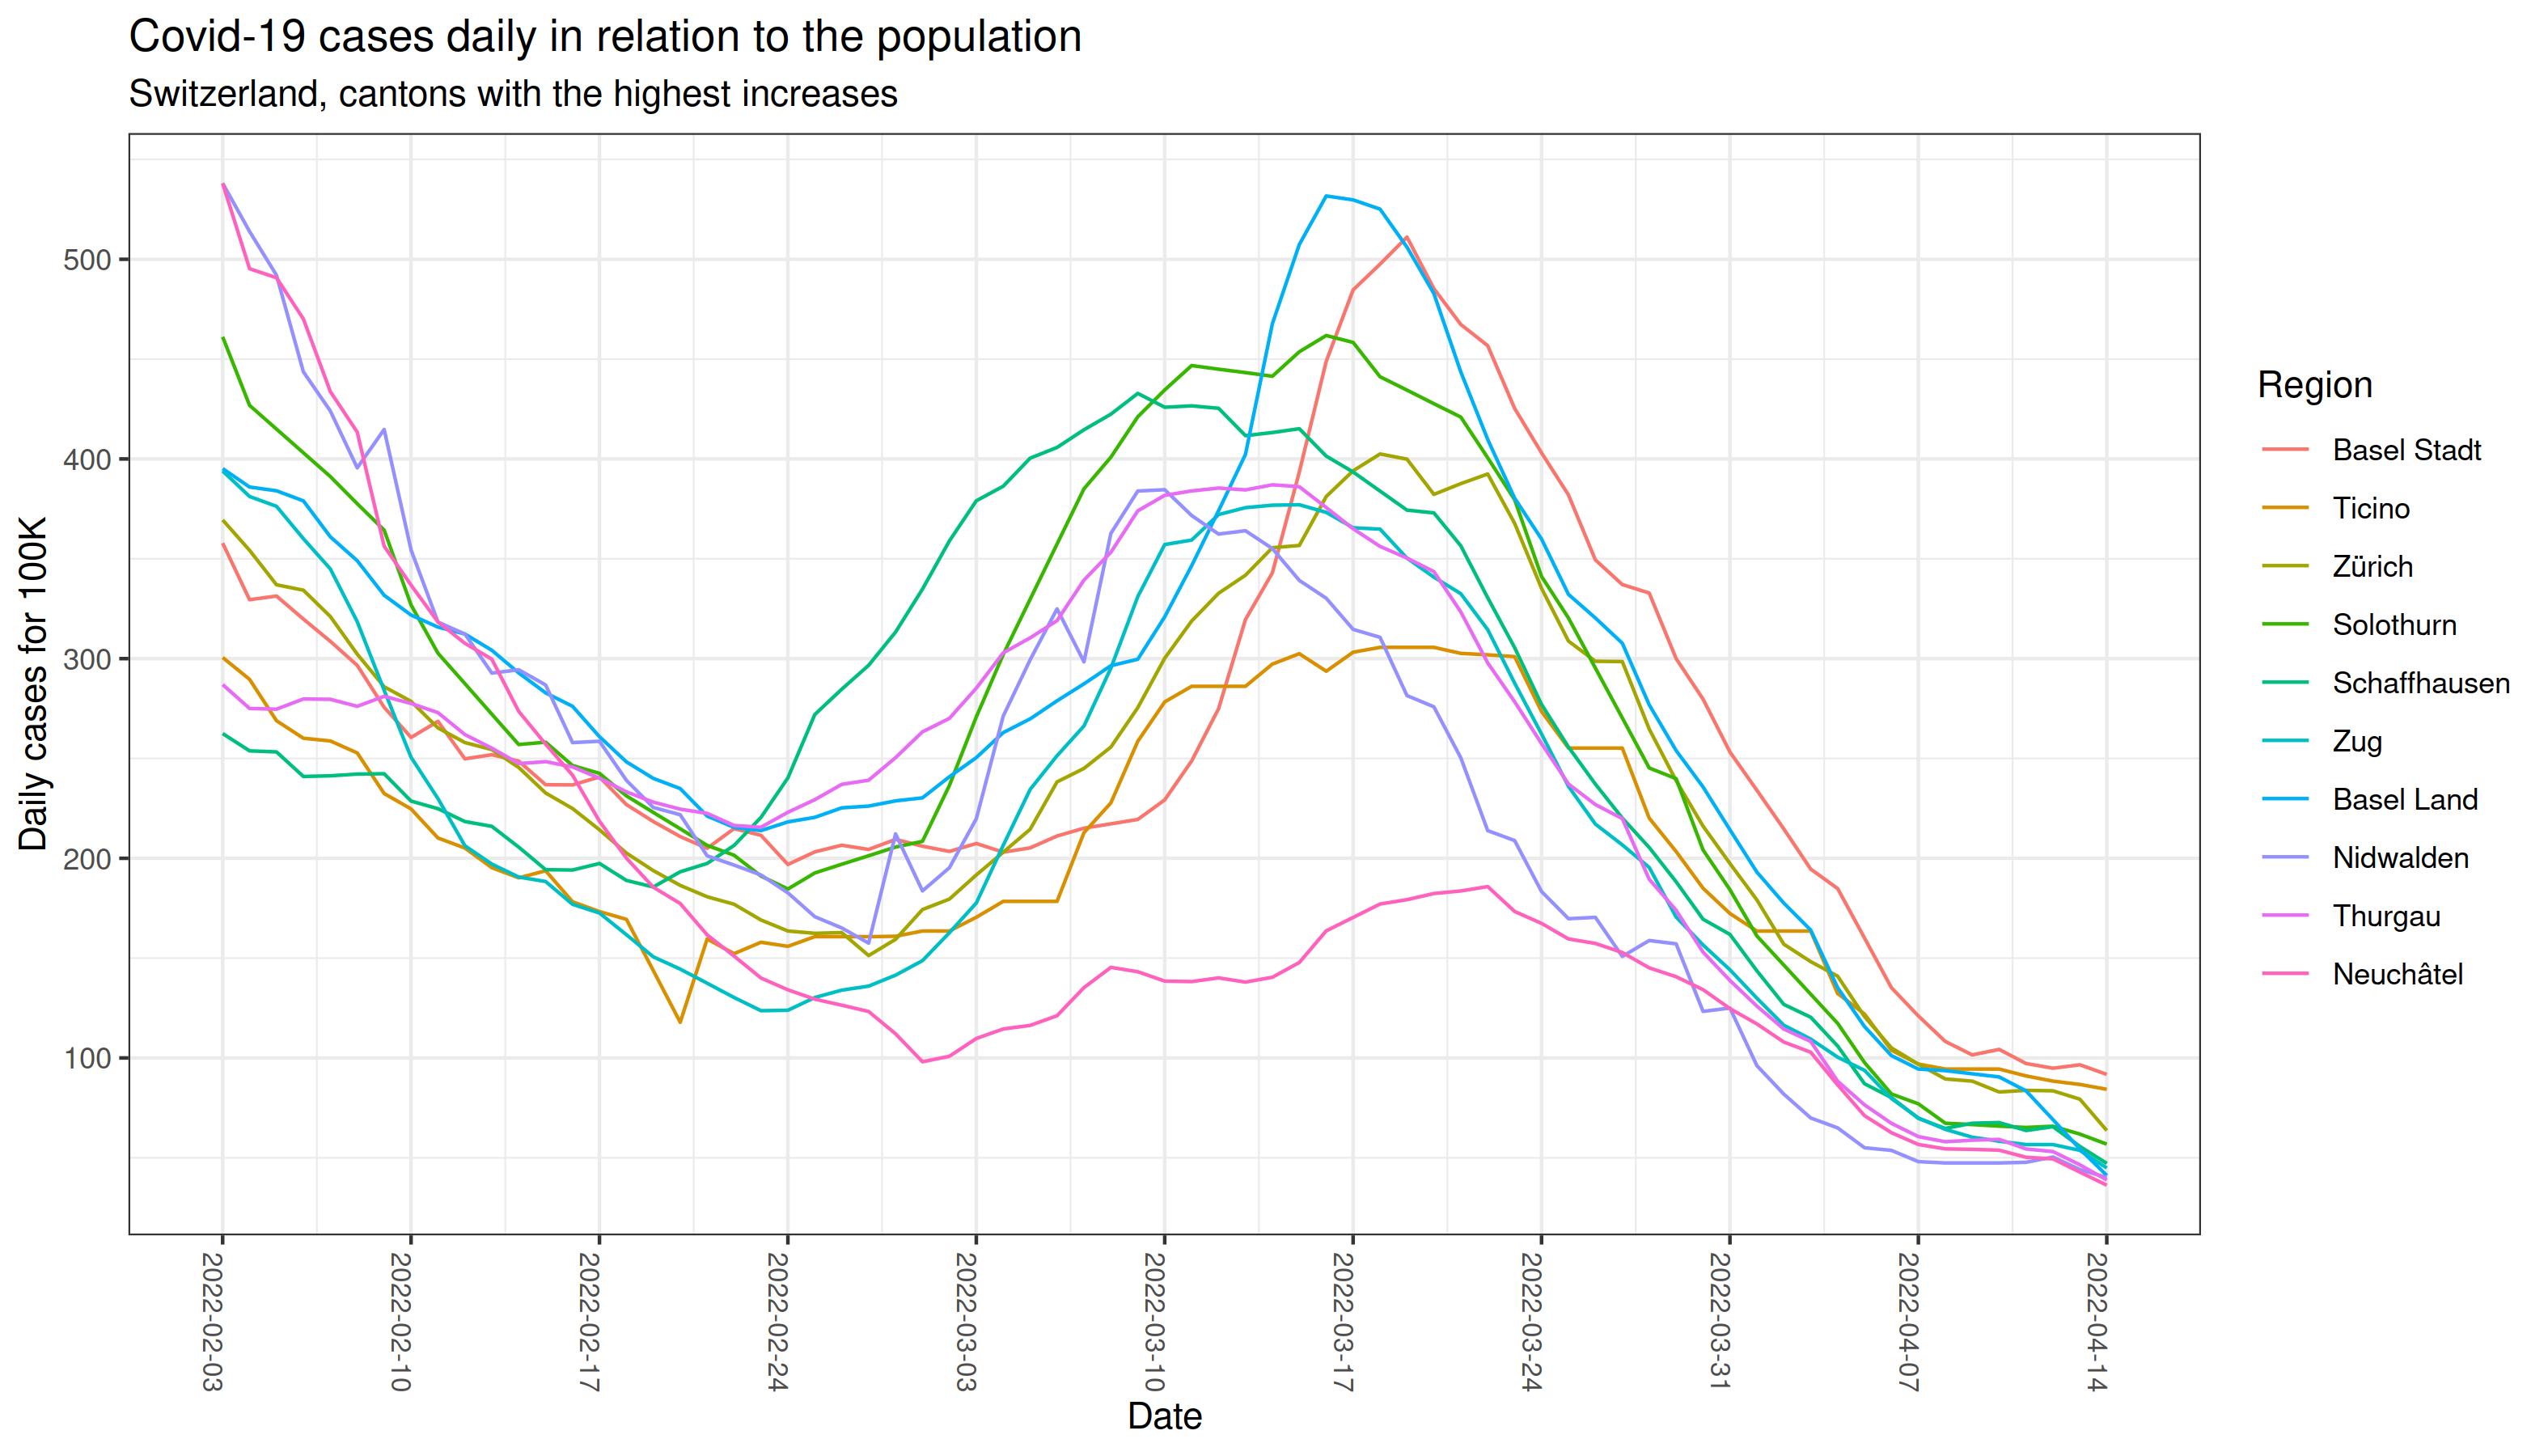 Covid-19 cases daily in relation to the population
Switzerland, cantons with the highest increases
Daily cases for 100K
500
400
300
200
100
2022-02-03
2022-02-10
2022-02-17
2022-02-24
2022-03-03
2022-03-10
2022-03-17
2022-03-24
2022-03-31
2022-04-07
2022-04-14
Date
Region
Basel Stadt
Ticino
Zürich
Solothurn
Schaffhausen
Zug
Basel Land
Nidwalden
Thurgau
Neuchâtel